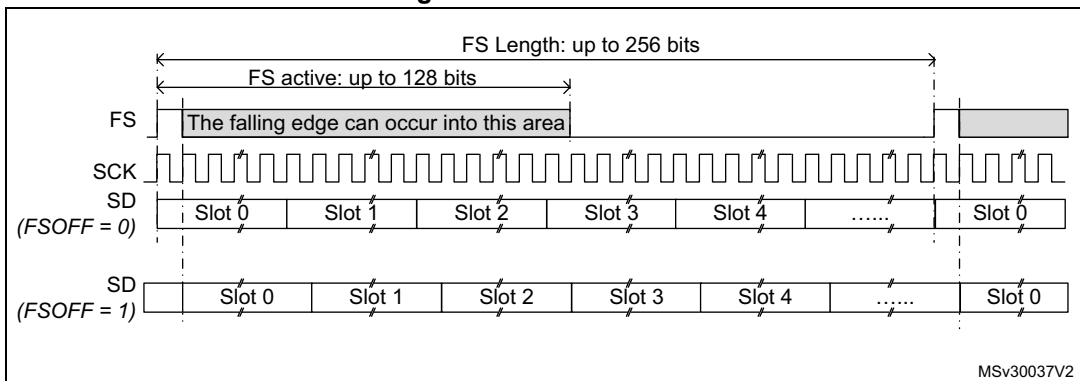 FS Length: up to 256 bits
FS active: up to 128 bits
FS
The falling edge can occur into this area
SCK
SD
(FSOFF = 0)
Slot 0 Slot 1 Slot 2 Slot 3 Slot 4 …... Slot 0
SD
(FSOFF = 1)
Slot 0 Slot 1 Slot 2 Slot 3 Slot 4 …... Slot 0
MSv30037V2